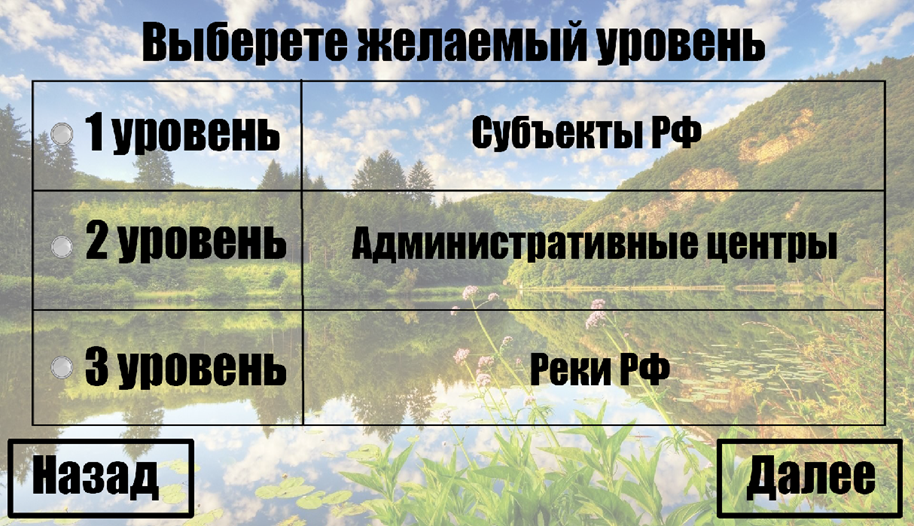 Выберете желаемый уровень
1 уровень
Субъекты РФ
2 уровень
Административные центры
3 уровень
Реки РФ
Назад
Далее